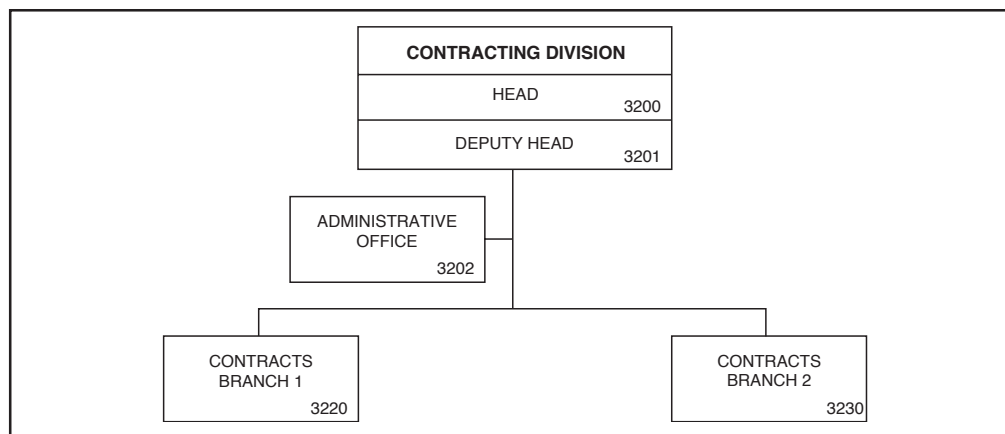 CONTRACTING DIVISION
HEAD
3200
DEPUTY HEAD
3201
ADMINISTRATIVE
OFFICE
3202
CONTRACTS
BRANCH 1
3220
CONTRACTS
BRANCH 2
3230